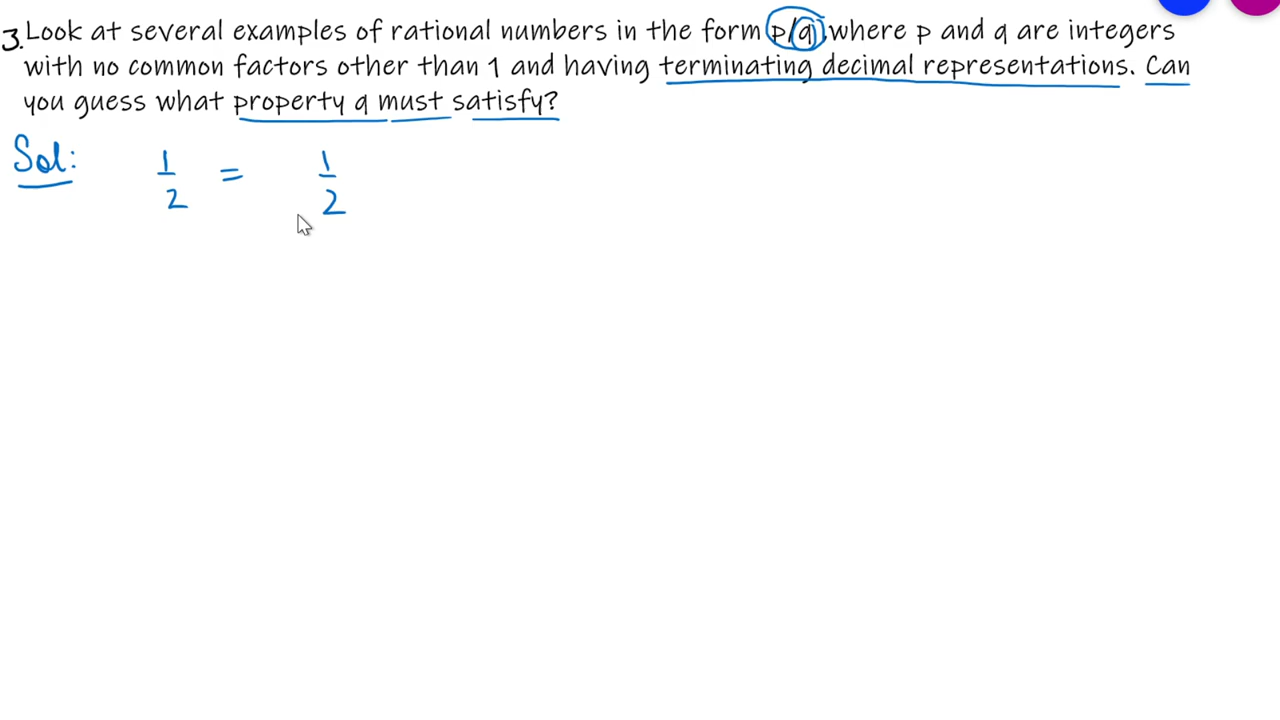 3. Look at several examples of rational numbers in the form p/q, where p and q are integers
with no common factors other than 1 and having terminating decimal representations. Can
you guess what property q must satisfy?
Sol: 1/2 = 1/2